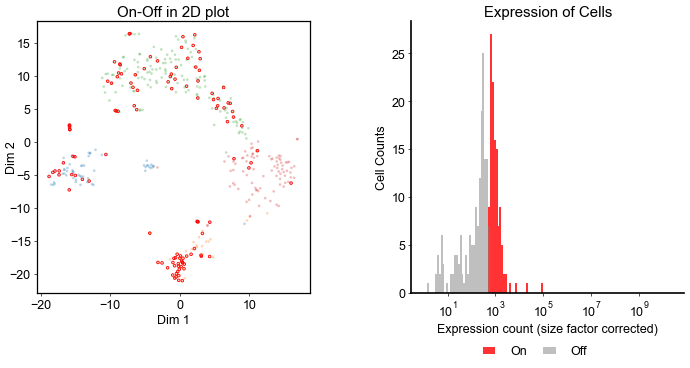 On-Off in 2D plot
15
10
5
0
−5
−10
−15
−20
Dim 2
−20 −10 0 10
Dim 1
Expression of Cells
25
20
15
10
5
0
Cell Counts
10^1 10^3 10^5 10^7 10^9
Expression count (size factor corrected)
On Off